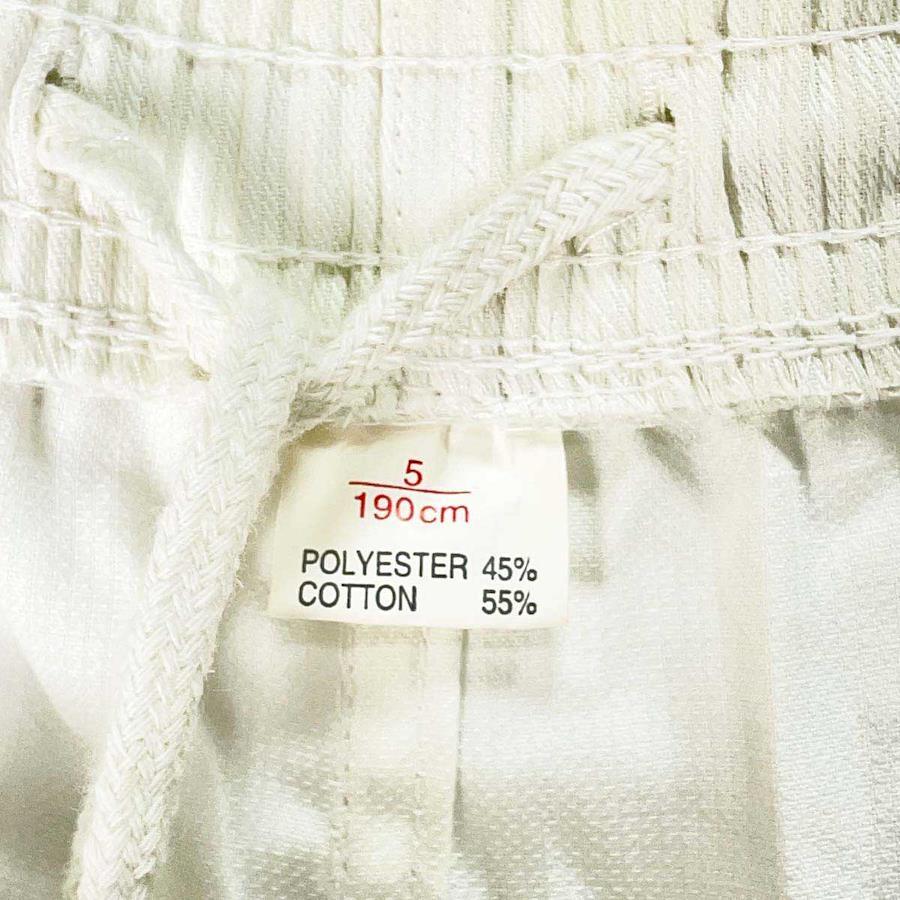 5
190cm
POLYESTER 45%
COTTON 55%